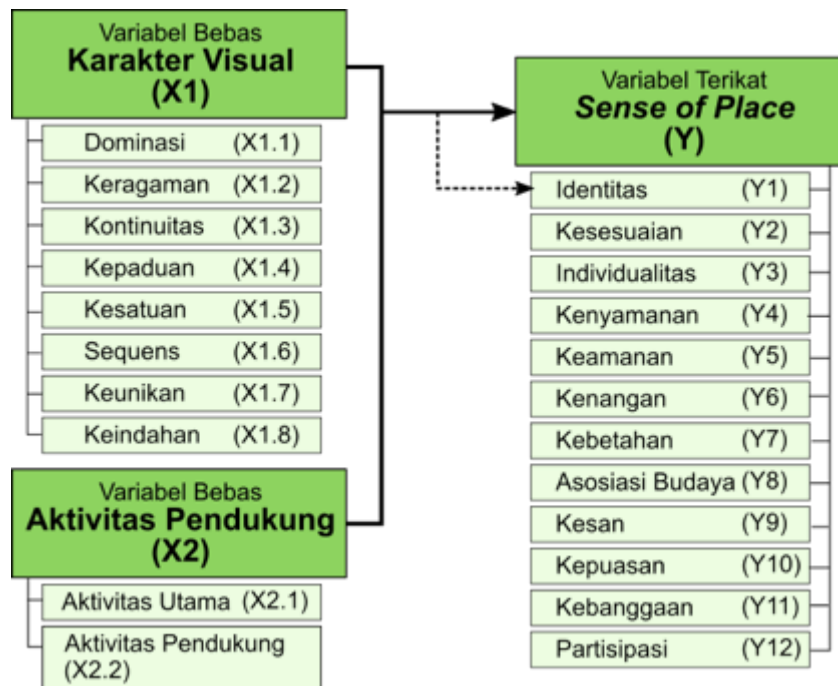 Variabel Bebas
Karakter Visual
(X1)
Dominasi (X1.1)
Keragaman (X1.2)
Kontinuitas (X1.3)
Kepaduan (X1.4)
Kesatuan (X1.5)
Sequens (X1.6)
Keunikan (X1.7)
Keindahan (X1.8)
Variabel Bebas
Aktivitas Pendukung
(X2)
Aktivitas Utama (X2.1)
Aktivitas Pendukung
(X2.2)
Variabel Terikat
Sense of Place
(Y)
Identitas (Y1)
Kesesuaian (Y2)
Individualitas (Y3)
Kenyamanan (Y4)
Keamanan (Y5)
Kenangan (Y6)
Kebetahan (Y7)
Asosiasi Budaya (Y8)
Kesan (Y9)
Kepuasan (Y10)
Kebanggaan (Y11)
Partisipasi (Y12)